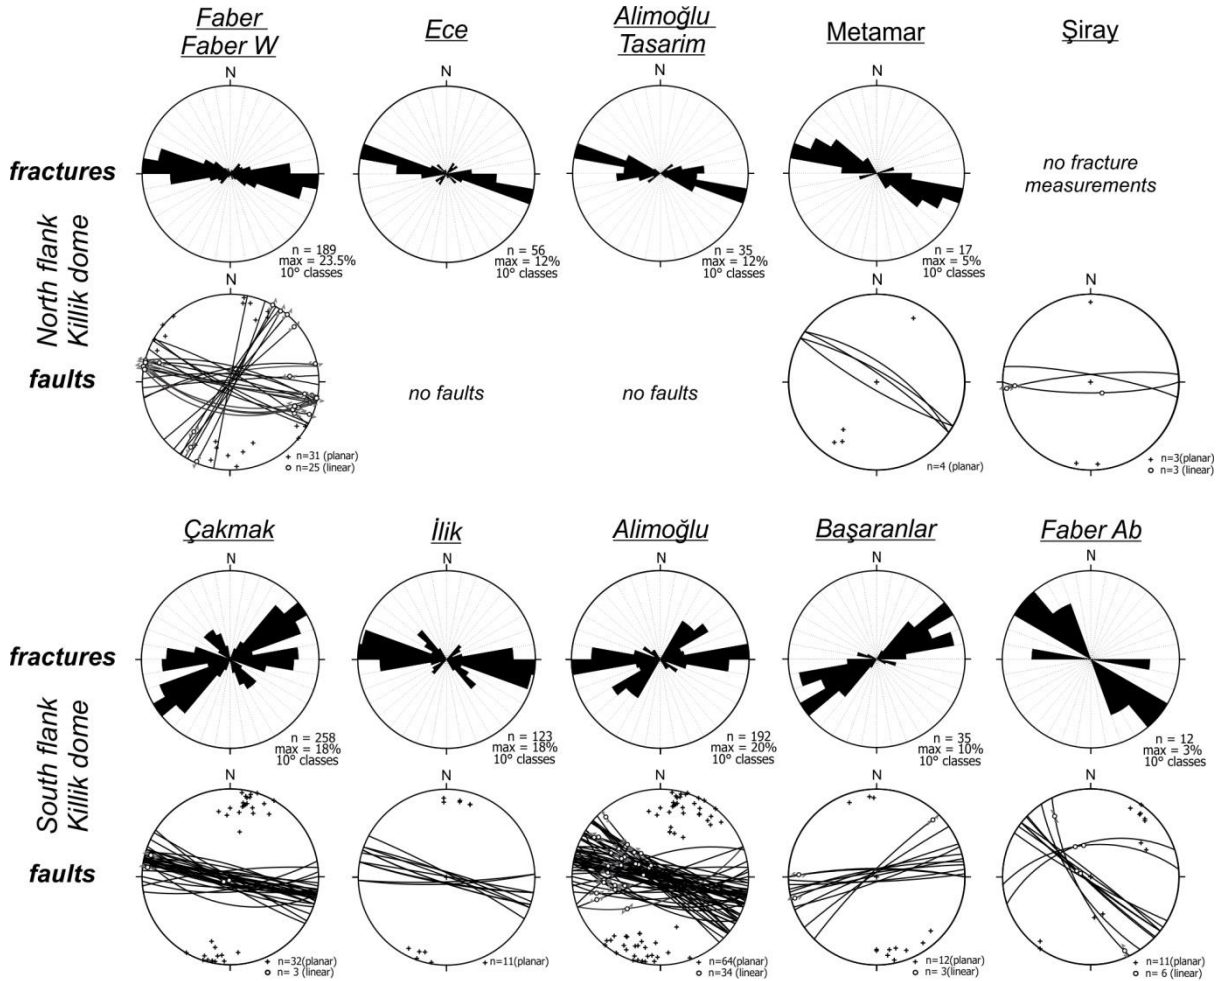 Faber
Faber W
Ece
Alimoğlu
Tasarim
Metamar
Şiray
N
N
N
N
fractures
no fracture
measurements
n = 189
max = 23.5%
10° classes
n = 56
max = 12%
10° classes
n = 35
max = 12%
10° classes
n = 17
max = 5%
10° classes
North flank
Killik dome
N
N
N
faults
no faults
no faults
+ n=31 (planar)
o n=25 (linear)
n=4 (planar)
+ n=3(planar)
o n=3 (linear)
Çakmak
İlik
Alimoğlu
Başaranlar
Faber Ab
N
N
N
N
N
fractures
n = 258
max = 18%
10° classes
n = 123
max = 18%
10° classes
n = 192
max = 20%
10° classes
n = 35
max = 10%
10° classes
n = 12
max = 3%
10° classes
South flank
Killik dome
N
N
N
N
N
faults
+ n=32(planar)
o n= 3 (linear)
+ n=11(planar)
+ n=64(planar)
o n=34 (linear)
+ n=12(planar)
o n= 3(linear)
+ n=11(planar)
o n= 6 (linear)